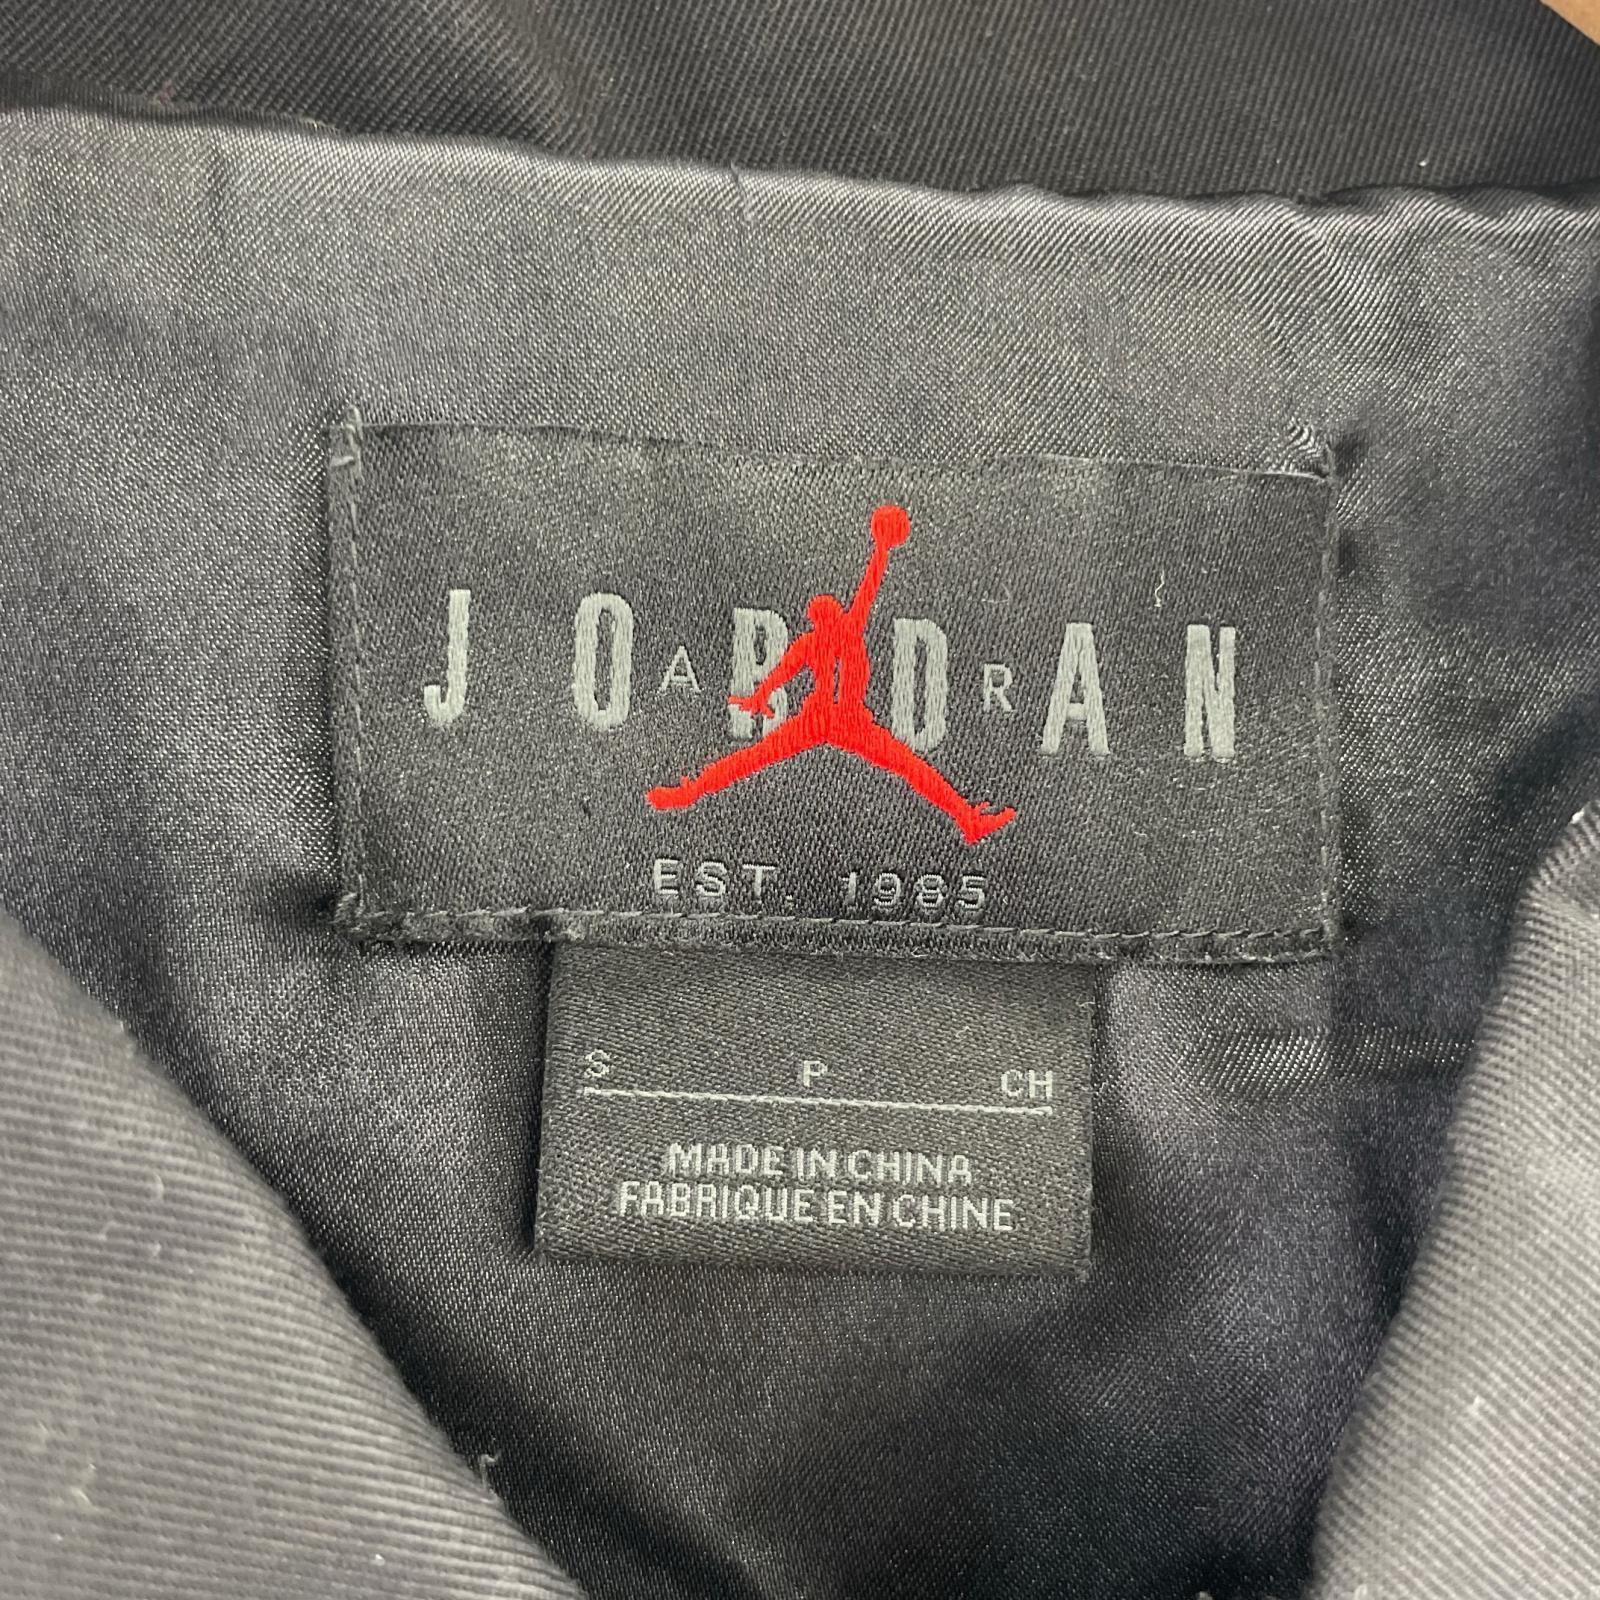 JORDAN
AIR
EST. 1985
S P CH
MADE IN CHINA
FABRIQUE EN CHINE